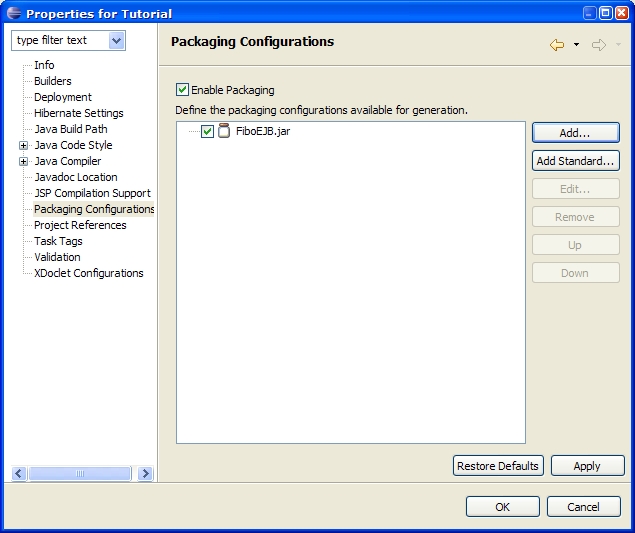 Properties for Tutorial
type filter text
Packaging Configurations
Info
Builders
Deployment
Hibernate Settings
Java Build Path
Java Code Style
Java Compiler
Javadoc Location
JSP Compilation Support
Packaging Configurations
Project References
Task Tags
Validation
XDoclet Configurations
Enable Packaging
Define the packaging configurations available for generation.
FiboEJB.jar
Add...
Add Standard...
Edit...
Remove
Up
Down
Restore Defaults
Apply
OK
Cancel